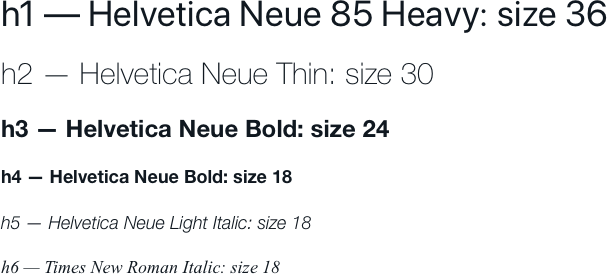 h1 — Helvetica Neue 85 Heavy: size 36
h2 — Helvetica Neue Thin: size 30
h3 — Helvetica Neue Bold: size 24
h4 — Helvetica Neue Bold: size 18
h5 — Helvetica Neue Light Italic: size 18
h6 — Times New Roman Italic: size 18